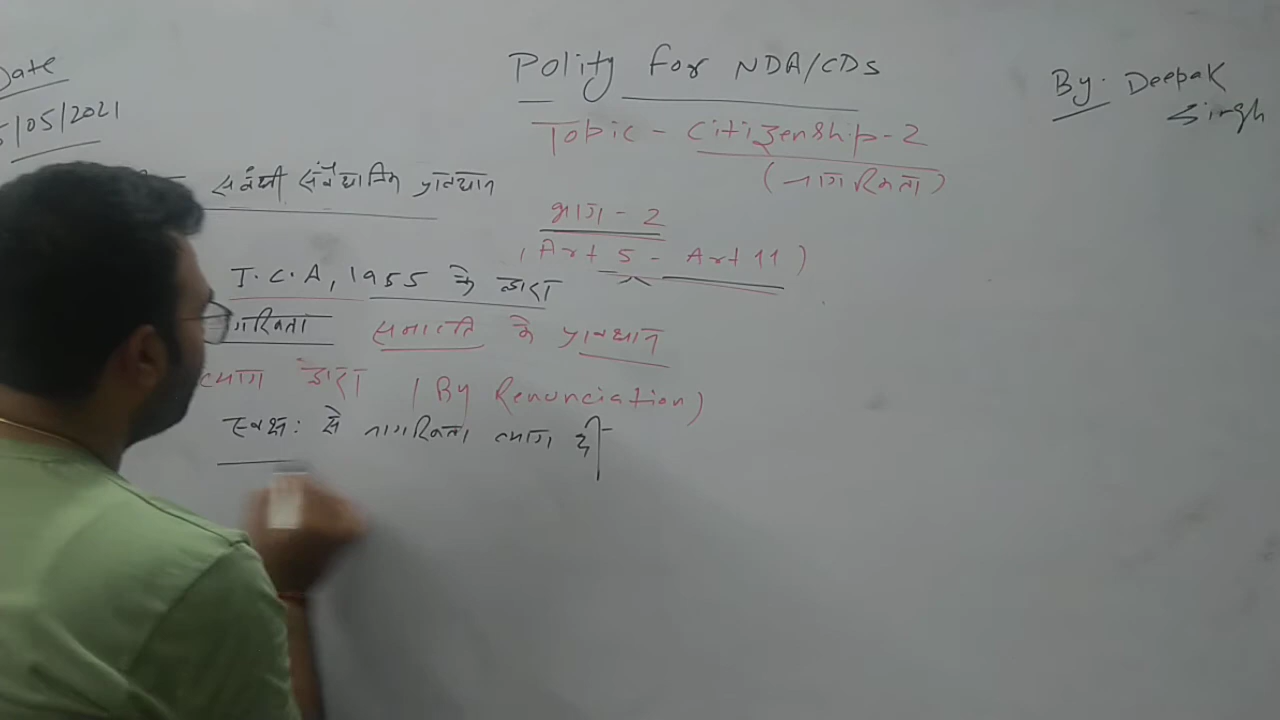 Date
5/05/2021
Polity for NDA/CDS
By. Deepak
Singh
Topic - Citizenship-2
(नागरिकता)
संबंधी संवैधानिक प्रावधान
भाग - 2
(Art 5 - Art 11)
I.C.A, 1955 के द्वारा
गरिकता समाप्ति के प्रावधान
त्याग द्वारा (By Renunciation)
से नागरिकता त्याग दी